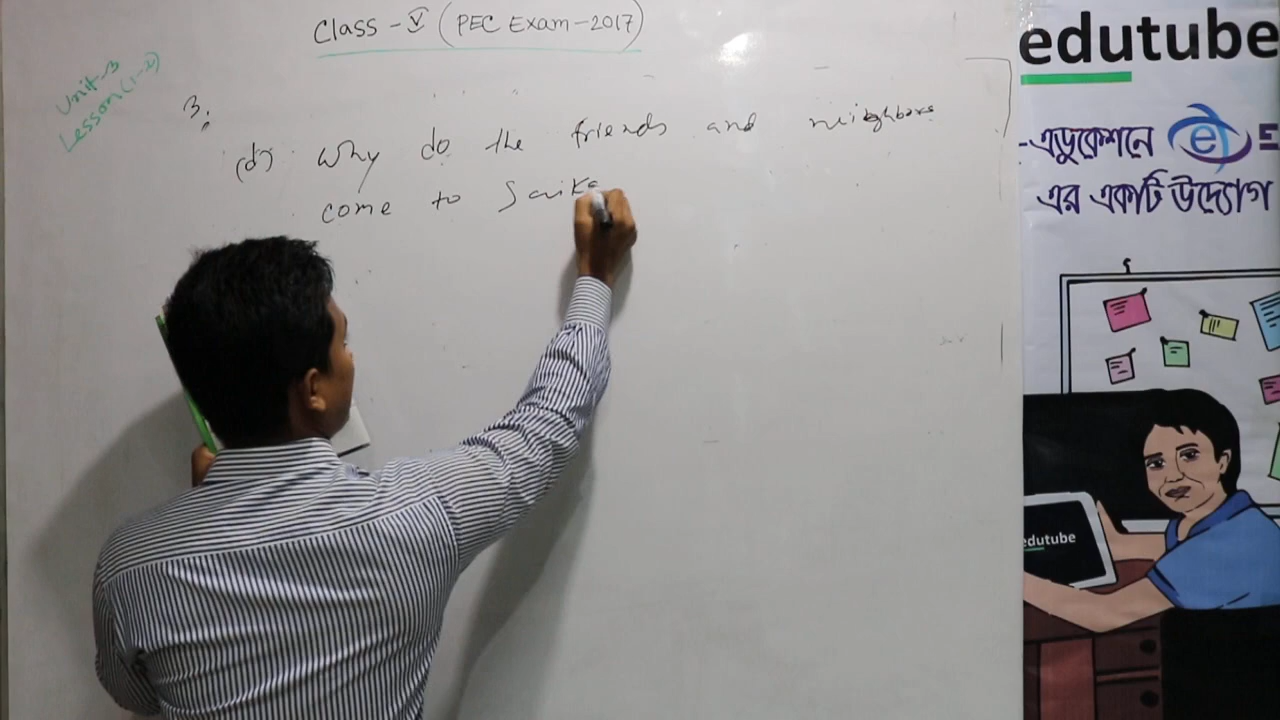 Class - V (PEC Exam-2017)
Unit-3
Lesson (1-2)
3.
(d) Why do the friends and neighbors
come to Saika
edutube
-এডুকেশনে e E
এর একটি উদ্যোগ
edutube